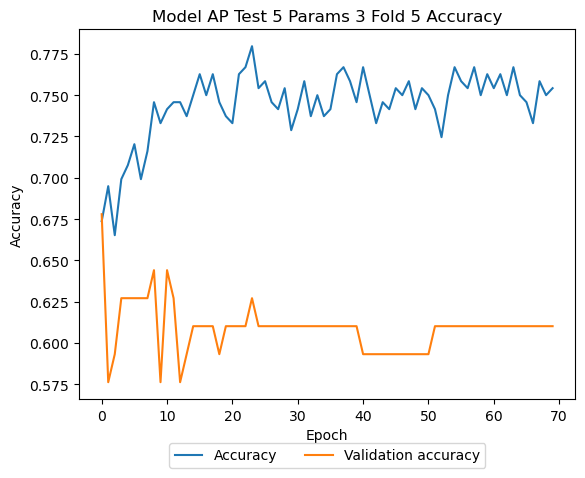 Model AP Test 5 Params 3 Fold 5 Accuracy
0.775
0.750
0.725
0.700
0.675
0.650
0.625
0.600
0.575
Accuracy
0 10 20 30 40 50 60 70
Epoch
Accuracy Validation accuracy